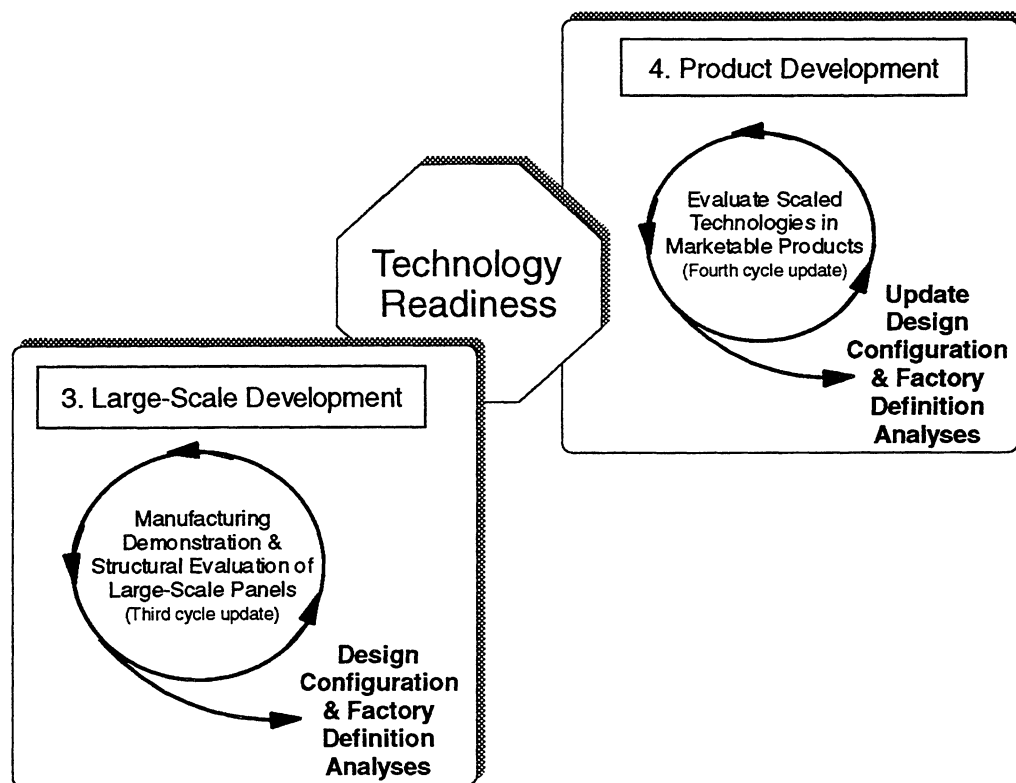 4. Product Development
Evaluate Scaled
Technologies in
Marketable Products
(Fourth cycle update)
Update
Design
Configuration
& Factory
Definition
Analyses
Technology
Readiness
3. Large-Scale Development
Manufacturing
Demonstration &
Structural Evaluation of
Large-Scale Panels
(Third cycle update)
Design
Configuration
& Factory
Definition
Analyses